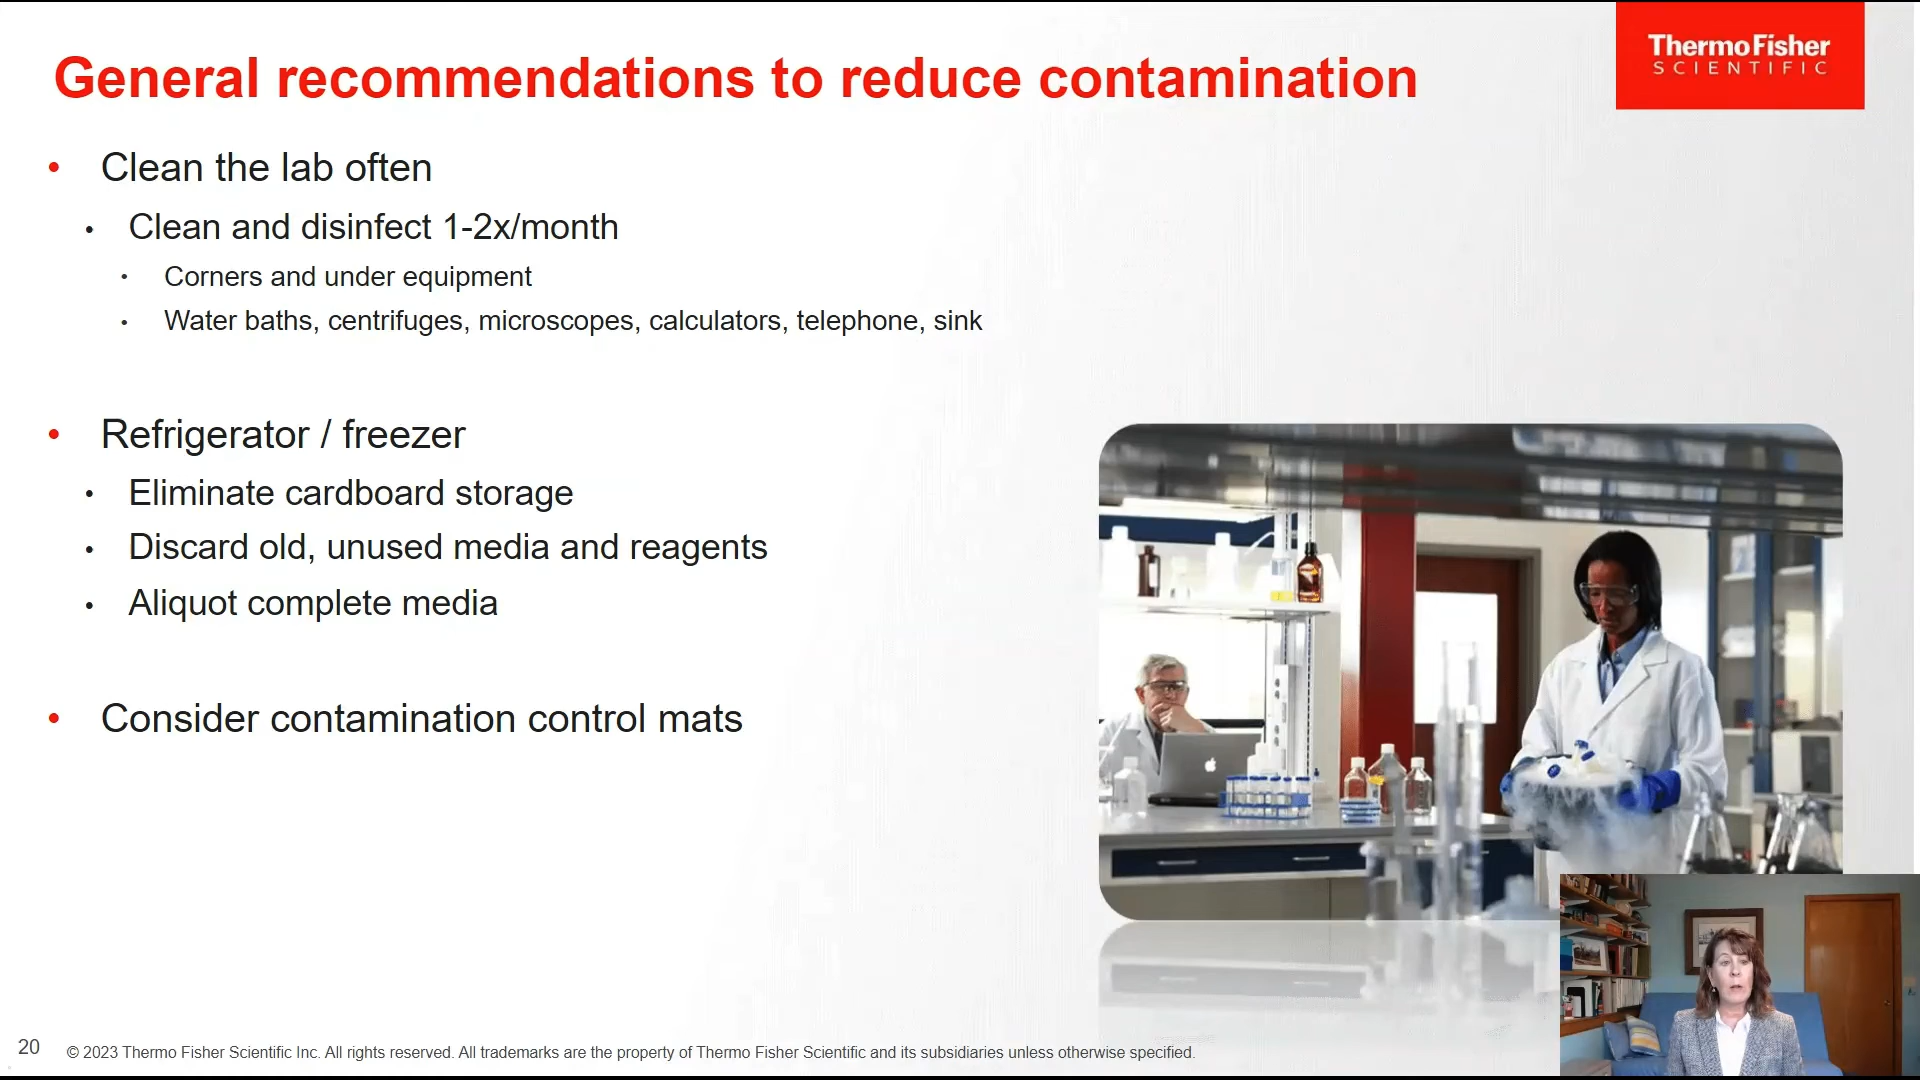 General recommendations to reduce contamination
ThermoFisher
SCIENTIFIC
• Clean the lab often
• Clean and disinfect 1-2x/month
• Corners and under equipment
• Water baths, centrifuges, microscopes, calculators, telephone, sink
• Refrigerator / freezer
• Eliminate cardboard storage
• Discard old, unused media and reagents
• Aliquot complete media
• Consider contamination control mats
20
© 2023 Thermo Fisher Scientific Inc. All rights reserved. All trademarks are the property of Thermo Fisher Scientific and its subsidiaries unless otherwise specified.